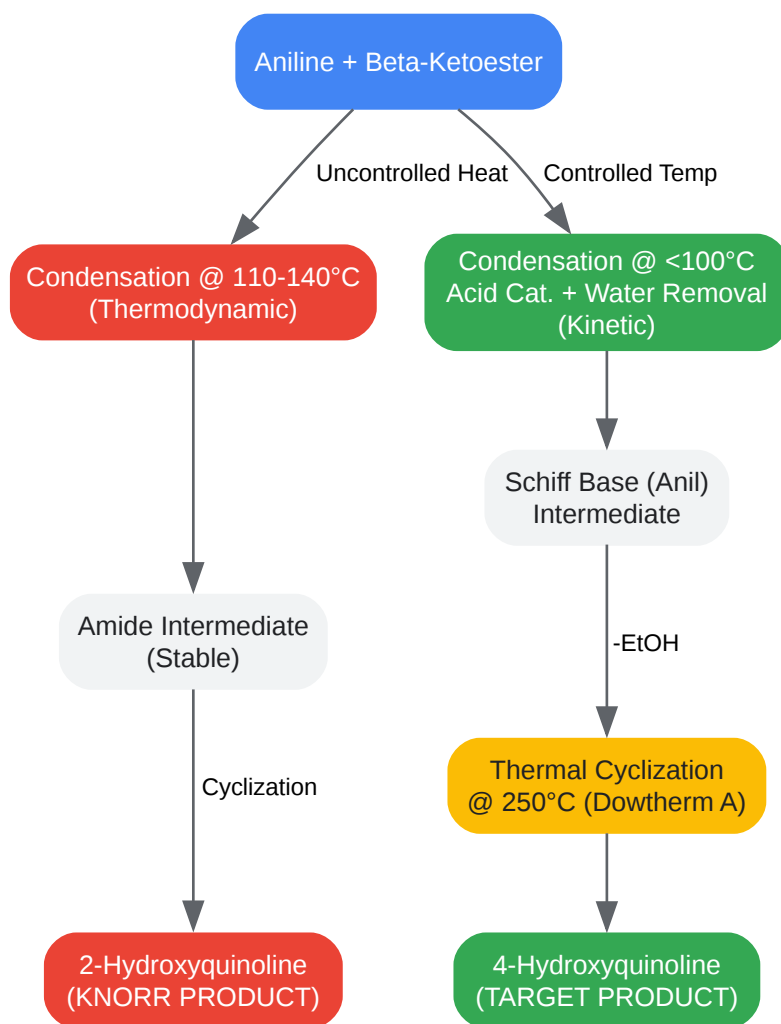 Aniline + Beta-Ketoester
Uncontrolled Heat
Controlled Temp
Condensation @ 110-140°C
(Thermodynamic)
Condensation @ <100°C
Acid Cat. + Water Removal
(Kinetic)
Schiff Base (Anil)
Intermediate
Amide Intermediate
(Stable)
-EtOH
Thermal Cyclization
@ 250°C (Dowtherm A)
Cyclization
2-Hydroxyquinoline
(KNORR PRODUCT)
4-Hydroxyquinoline
(TARGET PRODUCT)